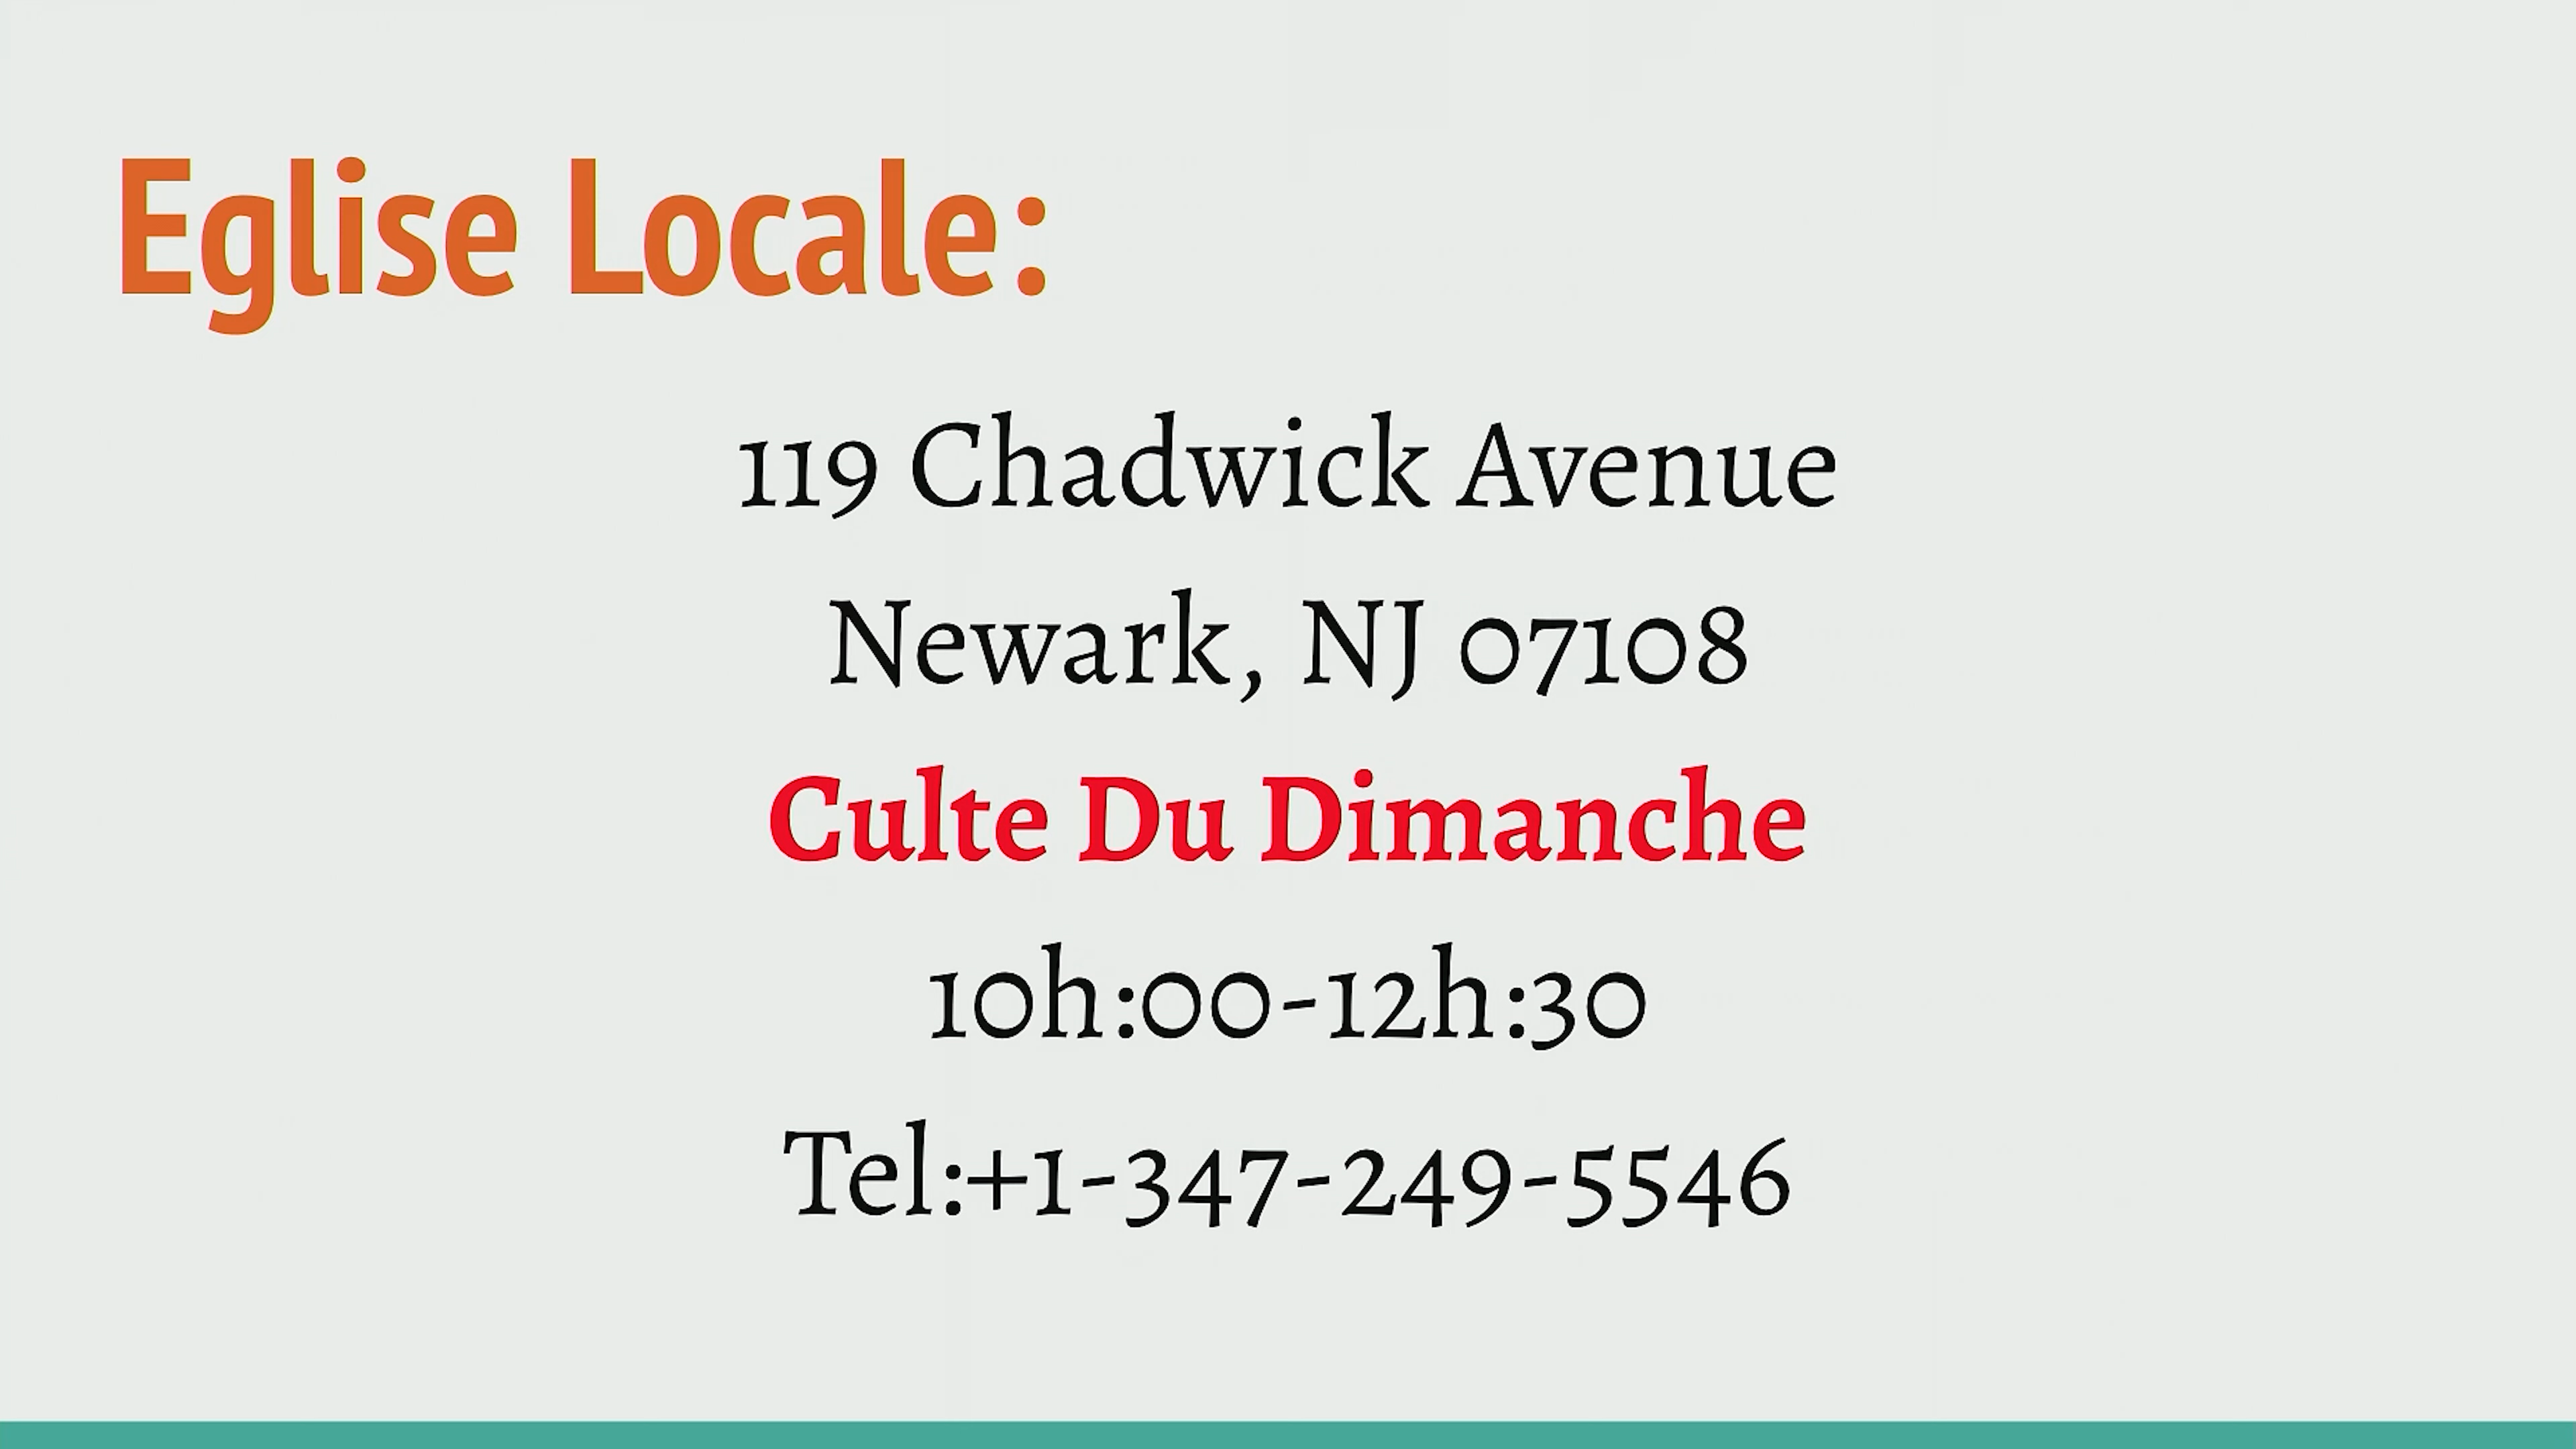 Eglise Locale:
119 Chadwick Avenue
Newark, NJ 07108
Culte Du Dimanche
10h:00-12h:30
Tel:+1-347-249-5546